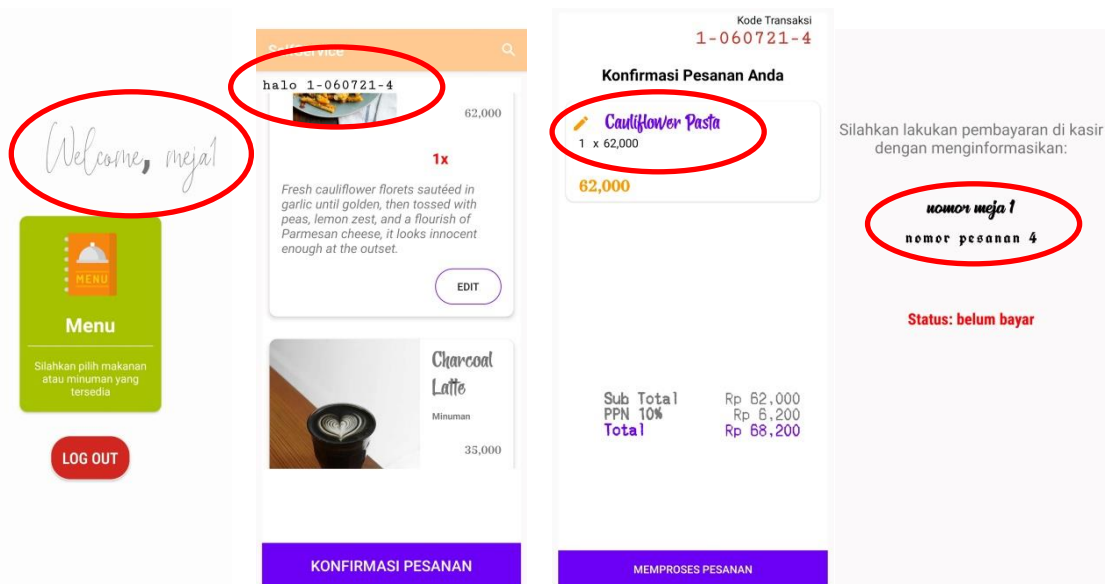 Welcome, meja1
MENU
Menu
Silahkan pilih makanan
atau minuman yang
tersedia
LOG OUT
SelfService
halo 1-060721-4
62,000
1x
Fresh cauliflower florets sautéed in
garlic until golden, then tossed with
peas, lemon zest, and a flourish of
Parmesan cheese, it looks innocent
enough at the outset.
EDIT
Charcoal
Latte
Minuman
35,000
KONFIRMASI PESANAN
Kode Transaksi
1-060721-4
Konfirmasi Pesanan Anda
Cauliflower Pasta
1 x 62,000
62,000
Sub Total Rp 62,000
PPN 10% Rp 6,200
Total Rp 68,200
MEMPROSES PESANAN
Silahkan lakukan pembayaran di kasir
dengan menginformasikan:
nomor meja 1
nomor pesanan 4
Status: belum bayar